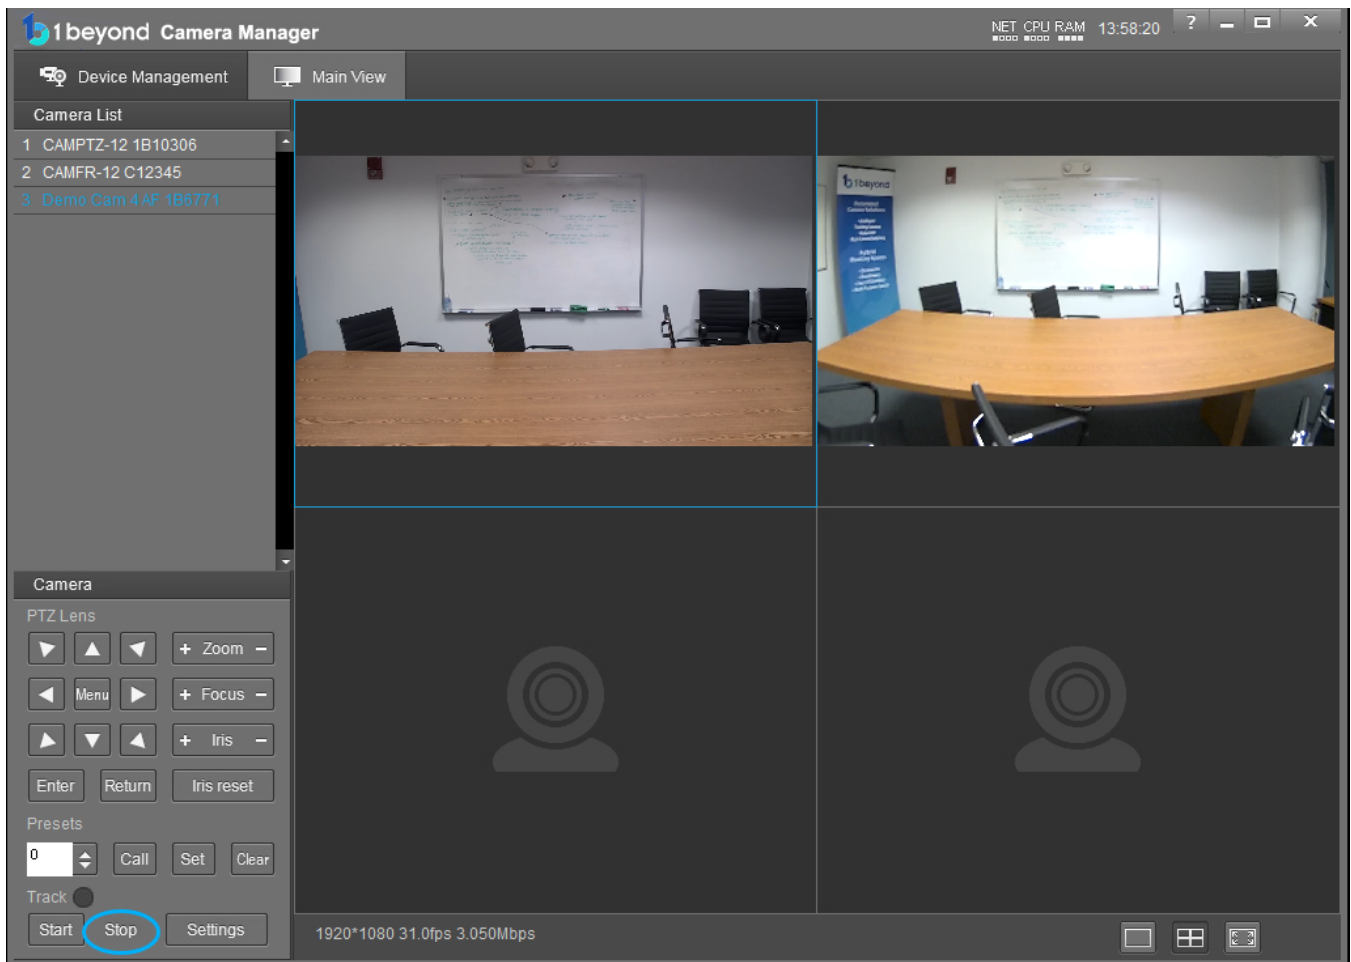 1beyond Camera Manager
NET CPU RAM 13:58:20 ?
Device Management Main View
Camera List
1 CAMPTZ-12 1B10306
2 CAMFR-12 C12345
3 Demo Cam 4 AF 1B6771
1beyond
Camera
PTZ Lens
+ Zoom −
Menu + Focus −
+ Iris −
Enter Return Iris reset
Presets
0 Call Set Clear
Track
Start Stop Settings
1920*1080 31.0fps 3.050Mbps